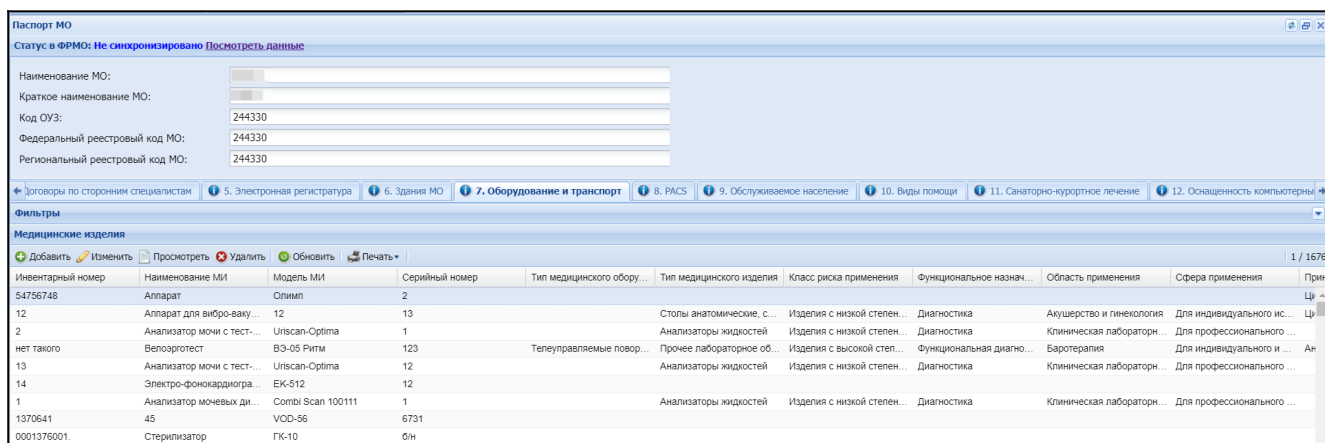 Паспорт МО
Статус в ФРМО: Не синхронизировано Посмотреть данные
Наименование МО:
Краткое наименование МО:
Код ОУЗ: 244330
Федеральный реестровый код МО: 244330
Региональный реестровый код МО: 244330
Договоры по сторонним специалистам 5. Электронная регистратура 6. Здания МО 7. Оборудование и транспорт 8. PACS 9. Обслуживаемое население 10. Виды помощи 11. Санаторно-курортное лечение 12. Оснащенность компьютерны
Фильтры
Медицинские изделия
Добавить Изменить Просмотреть Удалить Обновить Печать 1 / 1676
Инвентарный номер Наименование МИ Модель МИ Серийный номер Тип медицинского обору... Тип медицинского изделия Класс риска применения Функциональное назнач... Область применения Сфера применения При
54756748 Аппарат Олимп 2
12 Аппарат для вибро-ваку... 12 13 Столы анатомические, с... Изделия с низкой степен... Диагностика Акушерство и гинекология Для индивидуального ис...
2 Анализатор мочи с тест-... Uriscan-Optima 1 Анализаторы жидкостей Изделия с низкой степен... Диагностика Клиническая лабораторн... Для профессионального ...
нет такого Велоэрготест ВЭ-05 Ритм 123 Телеуправляемые повор... Прочее лабораторное об... Изделия с высокой степ... Функциональная диагно... Баротерапия Для индивидуального и ... Ан
13 Анализатор мочи с тест-... Uriscan-Optima 12 Анализаторы жидкостей Изделия с низкой степен... Диагностика Клиническая лабораторн... Для профессионального ...
14 Электро-фонокардиогра... ЕК-512 12
1 Анализатор мочевых ди... Combi Scan 100111 1 Анализаторы жидкостей Изделия с низкой степен... Диагностика Клиническая лабораторн... Для профессионального ...
1370641 45 VOD-56 6731
0001376001. Стерилизатор ГК-10 б/н